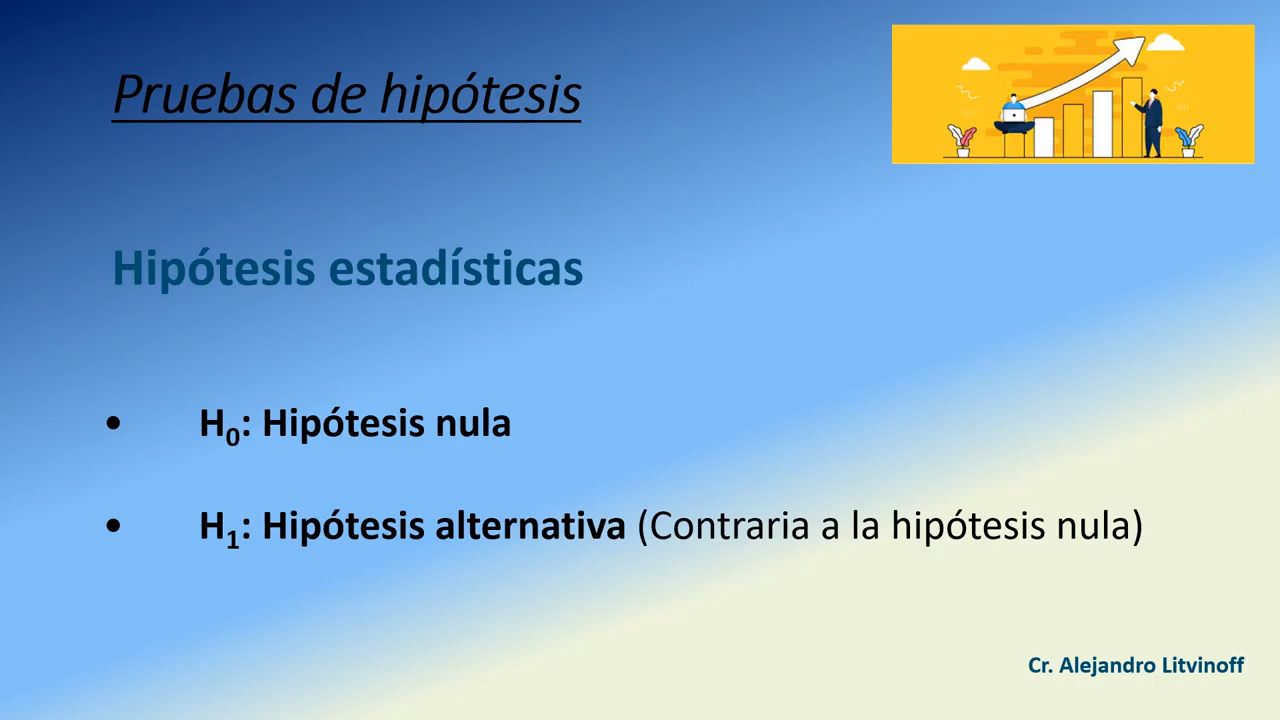 Pruebas de hipótesis
Hipótesis estadísticas
• H₀: Hipótesis nula
• H₁: Hipótesis alternativa (Contraria a la hipótesis nula)
Cr. Alejandro Litvinoff